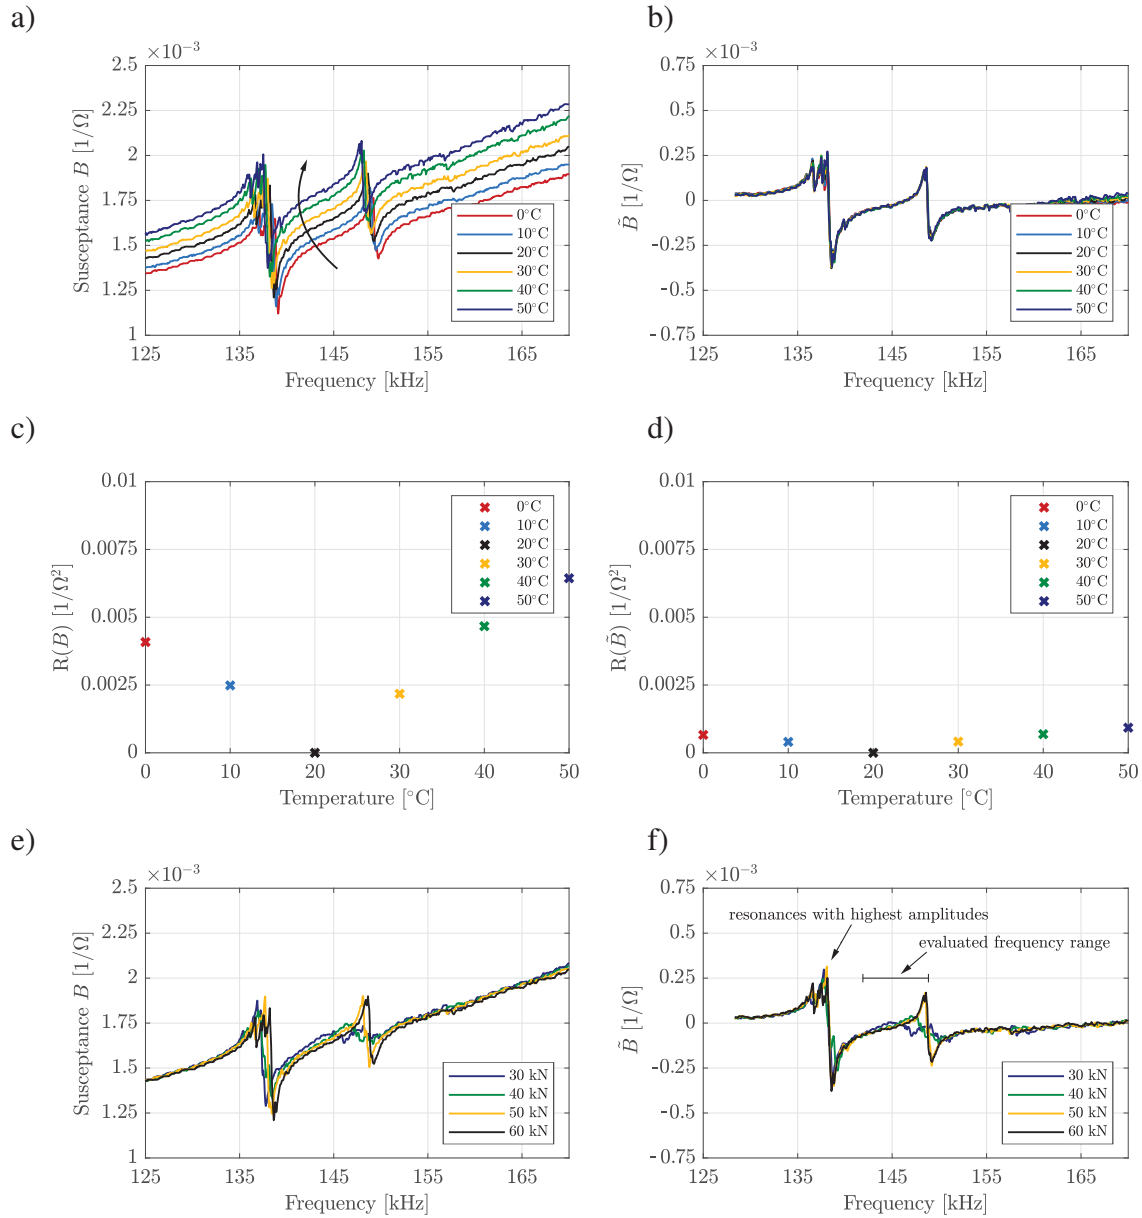 a)
×10⁻³
2.5
2.25
2
1.75
1.5
1.25
1
125
135
145
155
165
Susceptance B [1/Ω]
Frequency [kHz]
0°C
10°C
20°C
30°C
40°C
50°C
b)
×10⁻³
0.75
0.5
0.25
0
-0.25
-0.5
-0.75
125
135
145
155
165
B̃ [1/Ω]
Frequency [kHz]
0°C
10°C
20°C
30°C
40°C
50°C
c)
0.01
0.0075
0.005
0.0025
0
0
10
20
30
40
50
R(B) [1/Ω²]
Temperature [°C]
0°C
10°C
20°C
30°C
40°C
50°C
d)
0.01
0.0075
0.005
0.0025
0
0
10
20
30
40
50
R(B̃) [1/Ω²]
Temperature [°C]
0°C
10°C
20°C
30°C
40°C
50°C
e)
×10⁻³
2.5
2.25
2
1.75
1.5
1.25
1
125
135
145
155
165
Susceptance B [1/Ω]
Frequency [kHz]
30 kN
40 kN
50 kN
60 kN
f)
×10⁻³
0.75
0.5
0.25
0
-0.25
-0.5
-0.75
125
135
145
155
165
B̃ [1/Ω]
Frequency [kHz]
resonances with highest amplitudes
evaluated frequency range
30 kN
40 kN
50 kN
60 kN